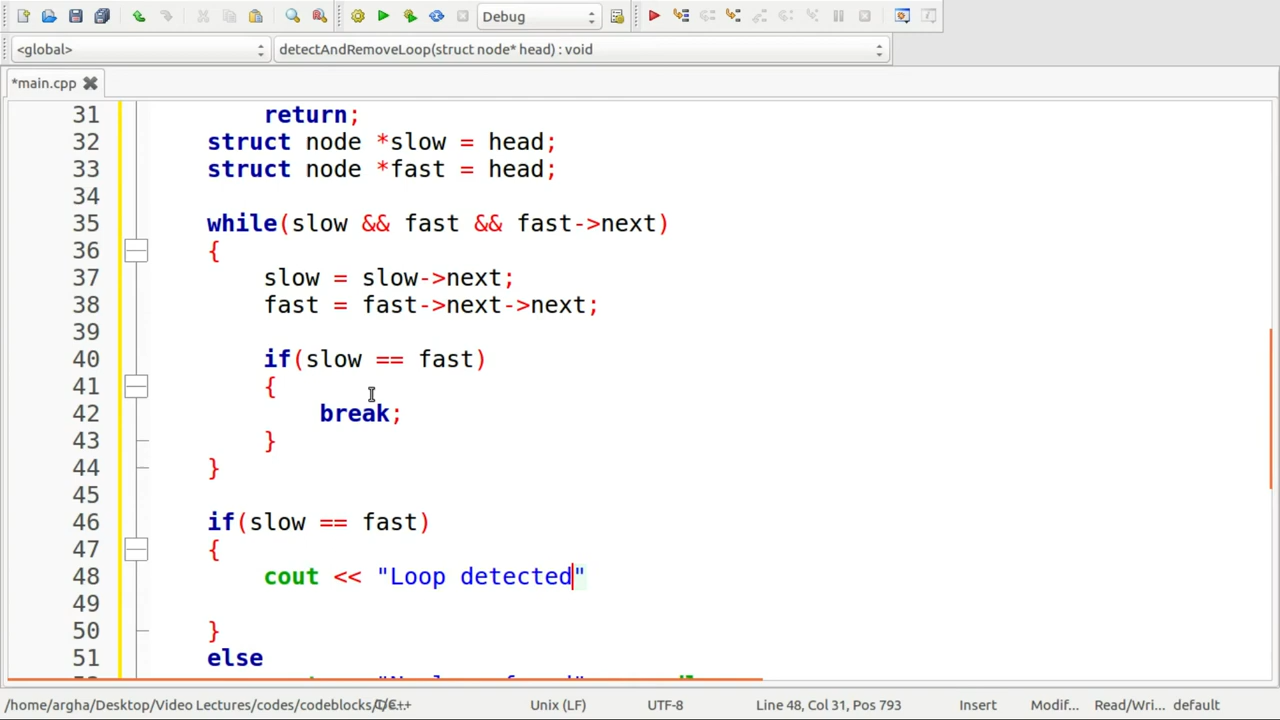 Debug
<global>
detectAndRemoveLoop(struct node* head) : void
*main.cpp
31 return;
32 struct node *slow = head;
33 struct node *fast = head;
34
35 while(slow && fast && fast->next)
36 {
37 slow = slow->next;
38 fast = fast->next->next;
39
40 if(slow == fast)
41 {
42 break;
43 }
44 }
45
46 if(slow == fast)
47 {
48 cout << "Loop detected"
49
50 }
51 else
/home/argha/Desktop/Video Lectures/codes/codeblocks/ Unix (LF) UTF-8 Line 48, Col 31, Pos 793 Insert Modif... Read/Wri... default